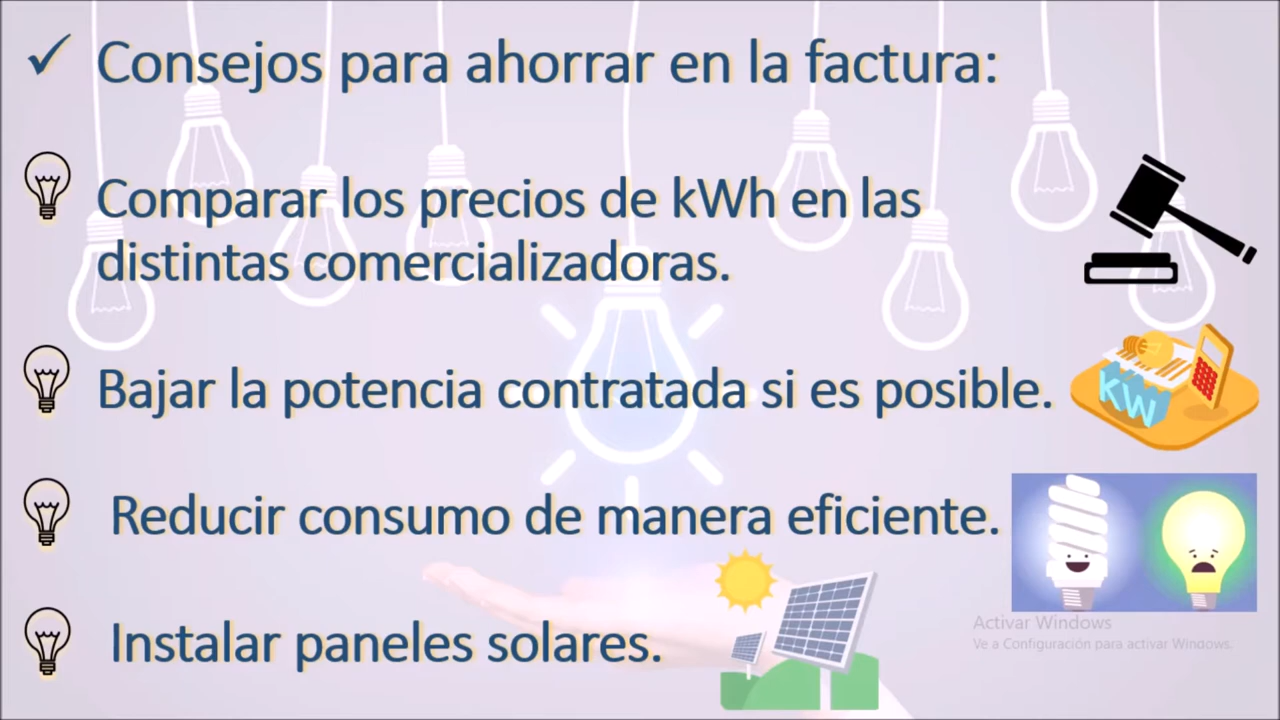 ✓ Consejos para ahorrar en la factura:
Comparar los precios de kWh en las
distintas comercializadoras.
Bajar la potencia contratada si es posible.
KW
Reducir consumo de manera eficiente.
Activar Windows
Ve a Configuración para activar Windows.
Instalar paneles solares.